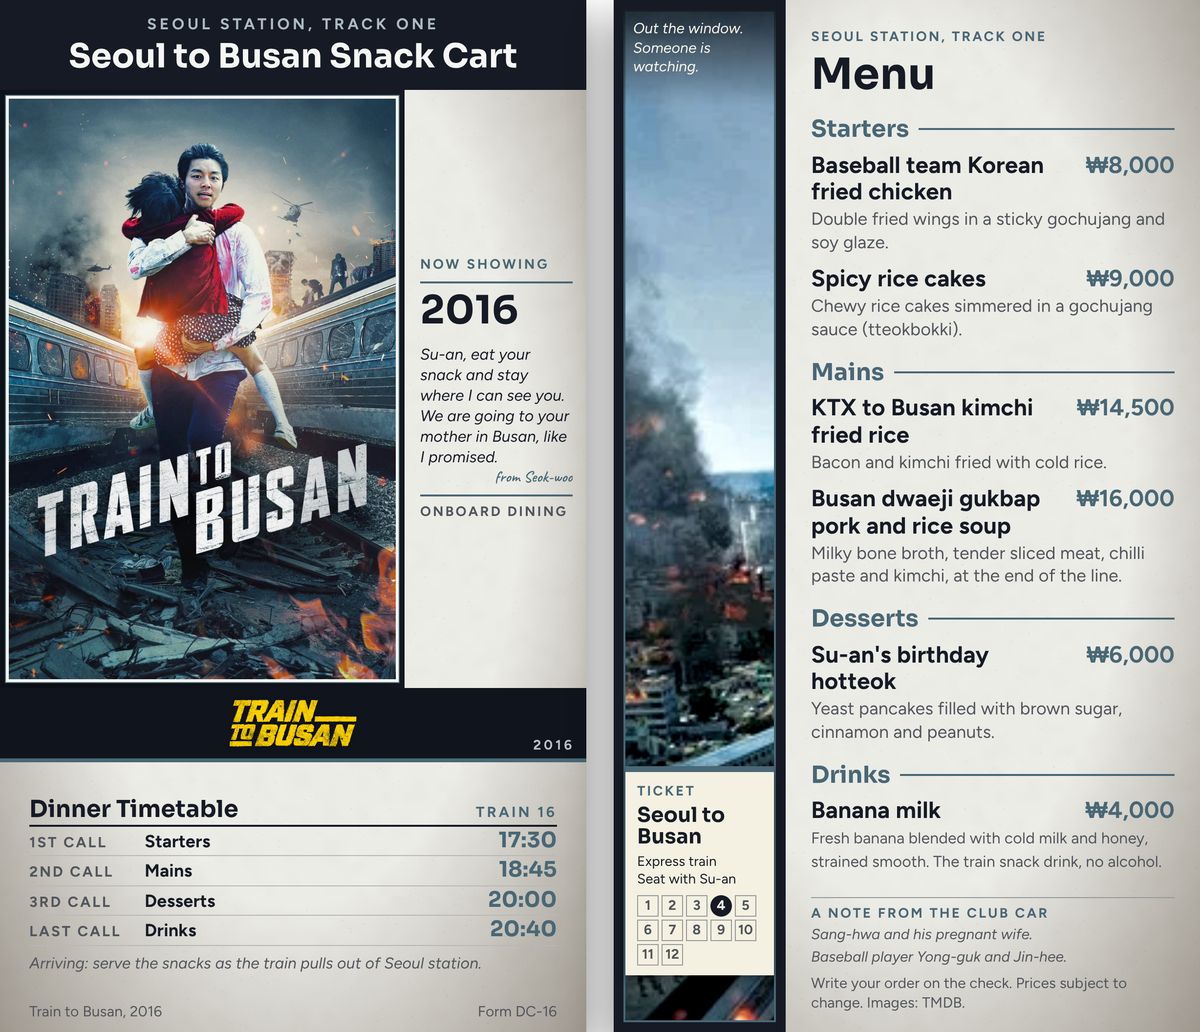 SEOUL STATION, TRACK ONE
Seoul to Busan Snack Cart
TRAIN TO BUSAN
NOW SHOWING
2016
Su-an, eat your
snack and stay
where I can see you.
We are going to your
mother in Busan, like
I promised.
from Seok-woo
ONBOARD DINING
TRAIN
TO BUSAN
2016
Dinner Timetable TRAIN 16
1ST CALL Starters 17:30
2ND CALL Mains 18:45
3RD CALL Desserts 20:00
LAST CALL Drinks 20:40
Arriving: serve the snacks as the train pulls out of Seoul station.
Train to Busan, 2016 Form DC-16
Out the window.
Someone is
watching.
TICKET
Seoul to
Busan
Express train
Seat with Su-an
1 2 3 4 5
6 7 8 9 10
11 12
SEOUL STATION, TRACK ONE
Menu
Starters
Baseball team Korean ₩8,000
fried chicken
Double fried wings in a sticky gochujang and
soy glaze.
Spicy rice cakes ₩9,000
Chewy rice cakes simmered in a gochujang
sauce (tteokbokki).
Mains
KTX to Busan kimchi ₩14,500
fried rice
Bacon and kimchi fried with cold rice.
Busan dwaeji gukbap ₩16,000
pork and rice soup
Milky bone broth, tender sliced meat, chilli
paste and kimchi, at the end of the line.
Desserts
Su-an's birthday ₩6,000
hotteok
Yeast pancakes filled with brown sugar,
cinnamon and peanuts.
Drinks
Banana milk ₩4,000
Fresh banana blended with cold milk and honey,
strained smooth. The train snack drink, no alcohol.
A NOTE FROM THE CLUB CAR
Sang-hwa and his pregnant wife.
Baseball player Yong-guk and Jin-hee.
Write your order on the check. Prices subject to
change. Images: TMDB.